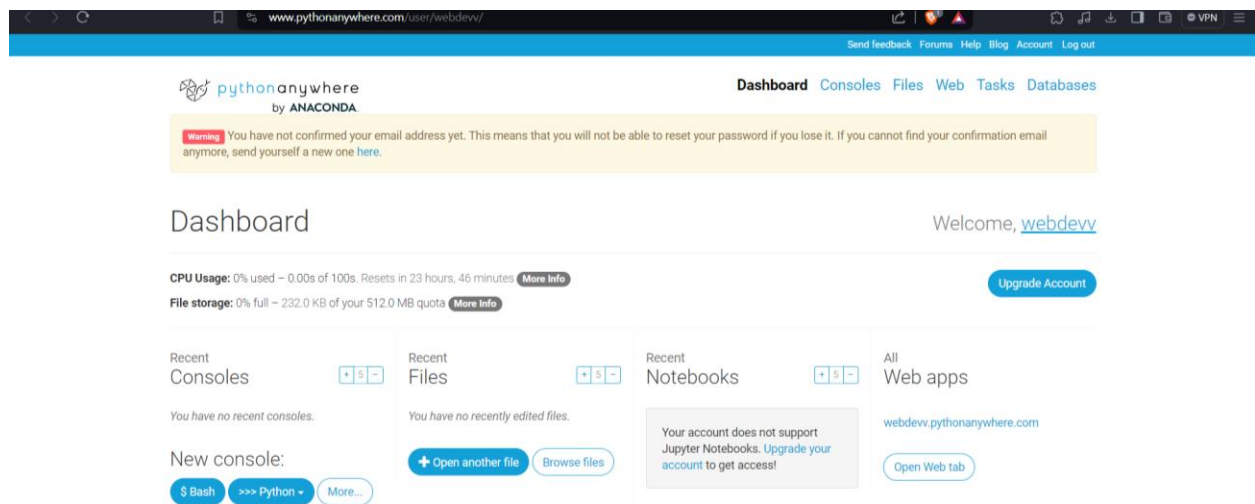 www.pythonanywhere.com/user/webdevv/
VPN
Send feedback Forums Help Blog Account Log out
pythonanywhere
by ANACONDA.
Dashboard Consoles Files Web Tasks Databases
Warning You have not confirmed your email address yet. This means that you will not be able to reset your password if you lose it. If you cannot find your confirmation email
anymore, send yourself a new one here.
Dashboard
Welcome, webdevv
CPU Usage: 0% used – 0.00s of 100s. Resets in 23 hours, 46 minutes More Info
File storage: 0% full – 232.0 KB of your 512.0 MB quota More Info
Upgrade Account
Recent
Consoles
+ 5 -
You have no recent consoles.
New console:
$ Bash >>> Python More...
Recent
Files
+ 5 -
You have no recently edited files.
+ Open another file Browse files
Recent
Notebooks
+ 5 -
Your account does not support
Jupyter Notebooks. Upgrade your
account to get access!
All
Web apps
webdevv.pythonanywhere.com
Open Web tab